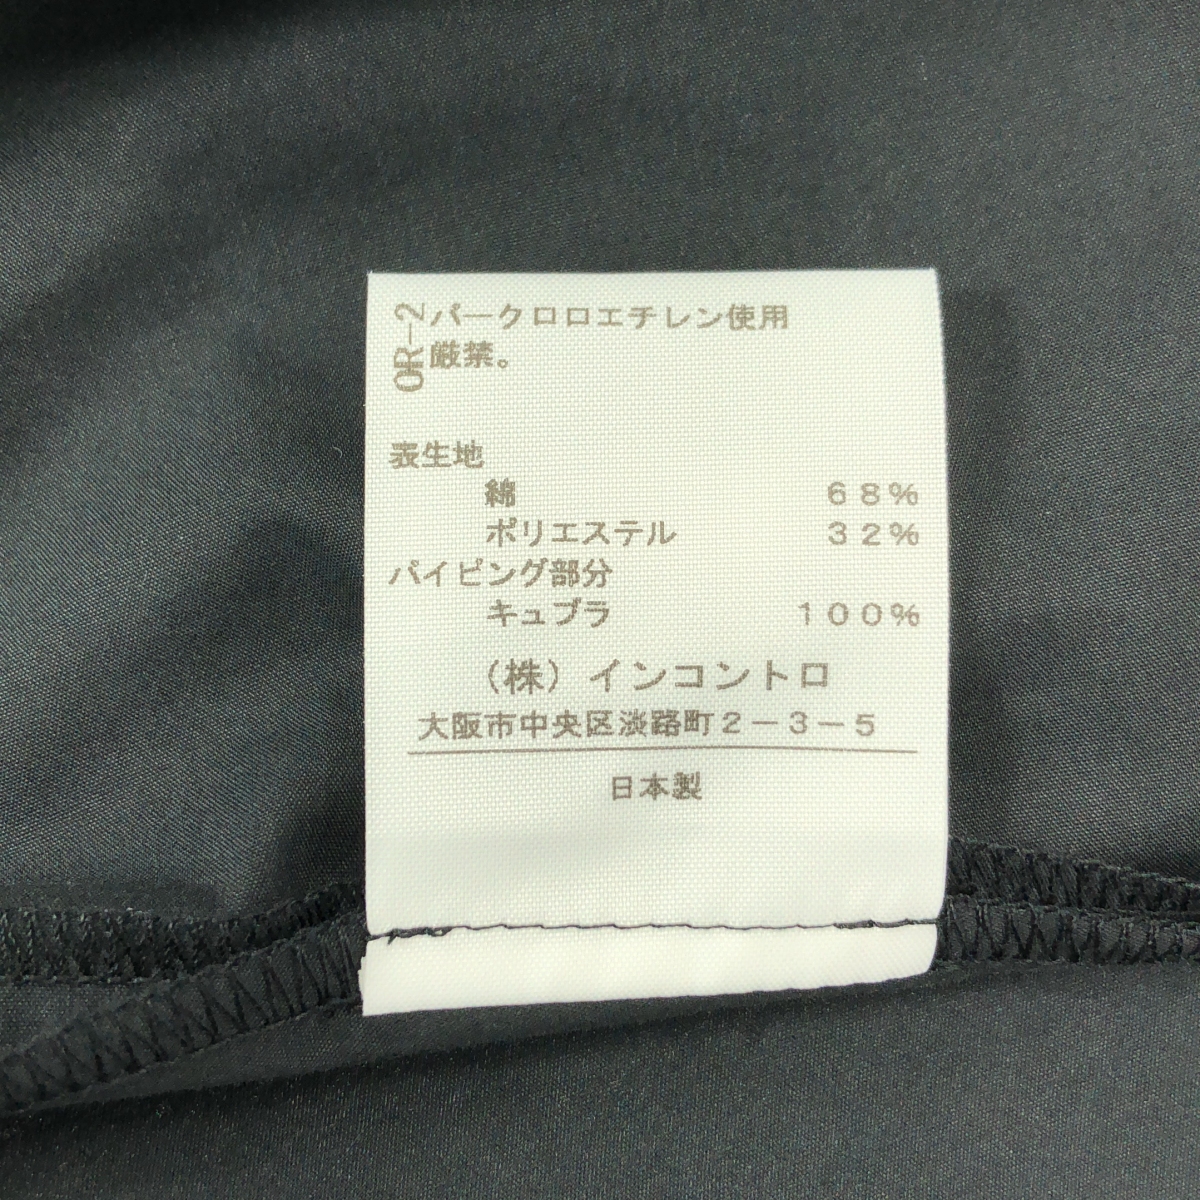 OR-2
パークロロエチレン使用
厳禁。
表生地
綿 68%
ポリエステル 32%
パイピング部分
キュプラ 100%
(株)インコントロ
大阪市中央区淡路町2-3-5
日本製